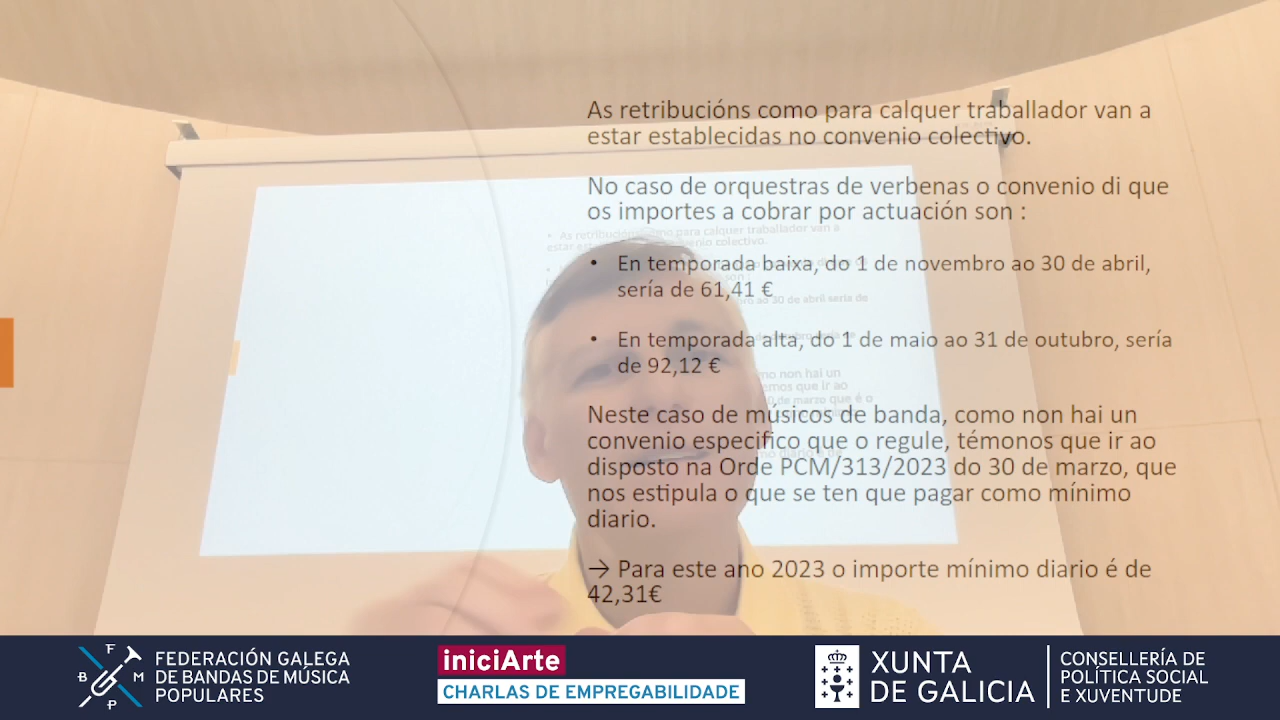 As retribucións como para calquer traballador van a
estar establecidas no convenio colectivo.
No caso de orquestras de verbenas o convenio di que
os importes a cobrar por actuación son :
• En temporada baixa, do 1 de novembro ao 30 de abril,
sería de 61,41 €
• En temporada alta, do 1 de maio ao 31 de outubro, sería
de 92,12 €
Neste caso de músicos de banda, como non hai un
convenio especifico que o regule, témonos que ir ao
disposto na Orde PCM/313/2023 do 30 de marzo, que
nos estipula o que se ten que pagar como mínimo
diario.
→ Para este ano 2023 o importe mínimo diario é de
42,31€
F
B M
P
FEDERACIÓN GALEGA
DE BANDAS DE MÚSICA
POPULARES
iniciArte
CHARLAS DE EMPREGABILIDADE
XUNTA
DE GALICIA
CONSELLERÍA DE
POLÍTICA SOCIAL
E XUVENTUDE